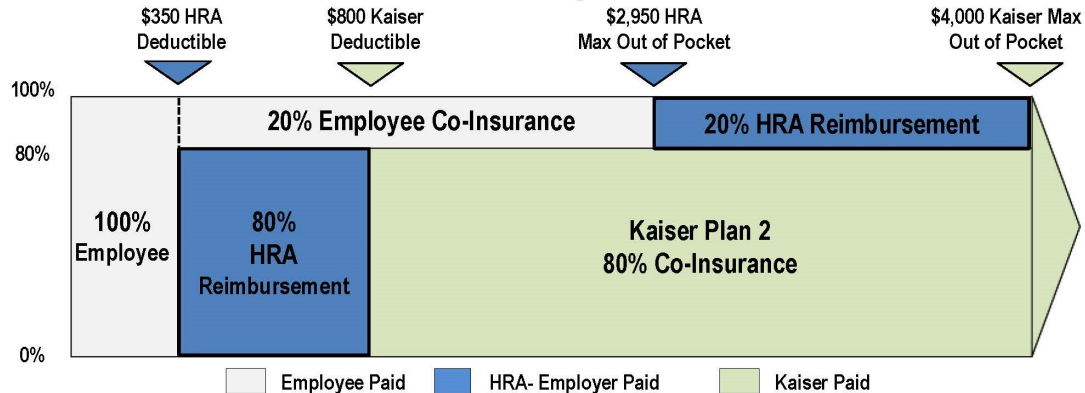 $350 HRA
Deductible
$800 Kaiser
Deductible
$2,950 HRA
Max Out of Pocket
$4,000 Kaiser Max
Out of Pocket
100%
80%
0%
20% Employee Co-Insurance
20% HRA Reimbursement
100%
Employee
80%
HRA
Reimbursement
Kaiser Plan 2
80% Co-Insurance
Employee Paid
HRA- Employer Paid
Kaiser Paid